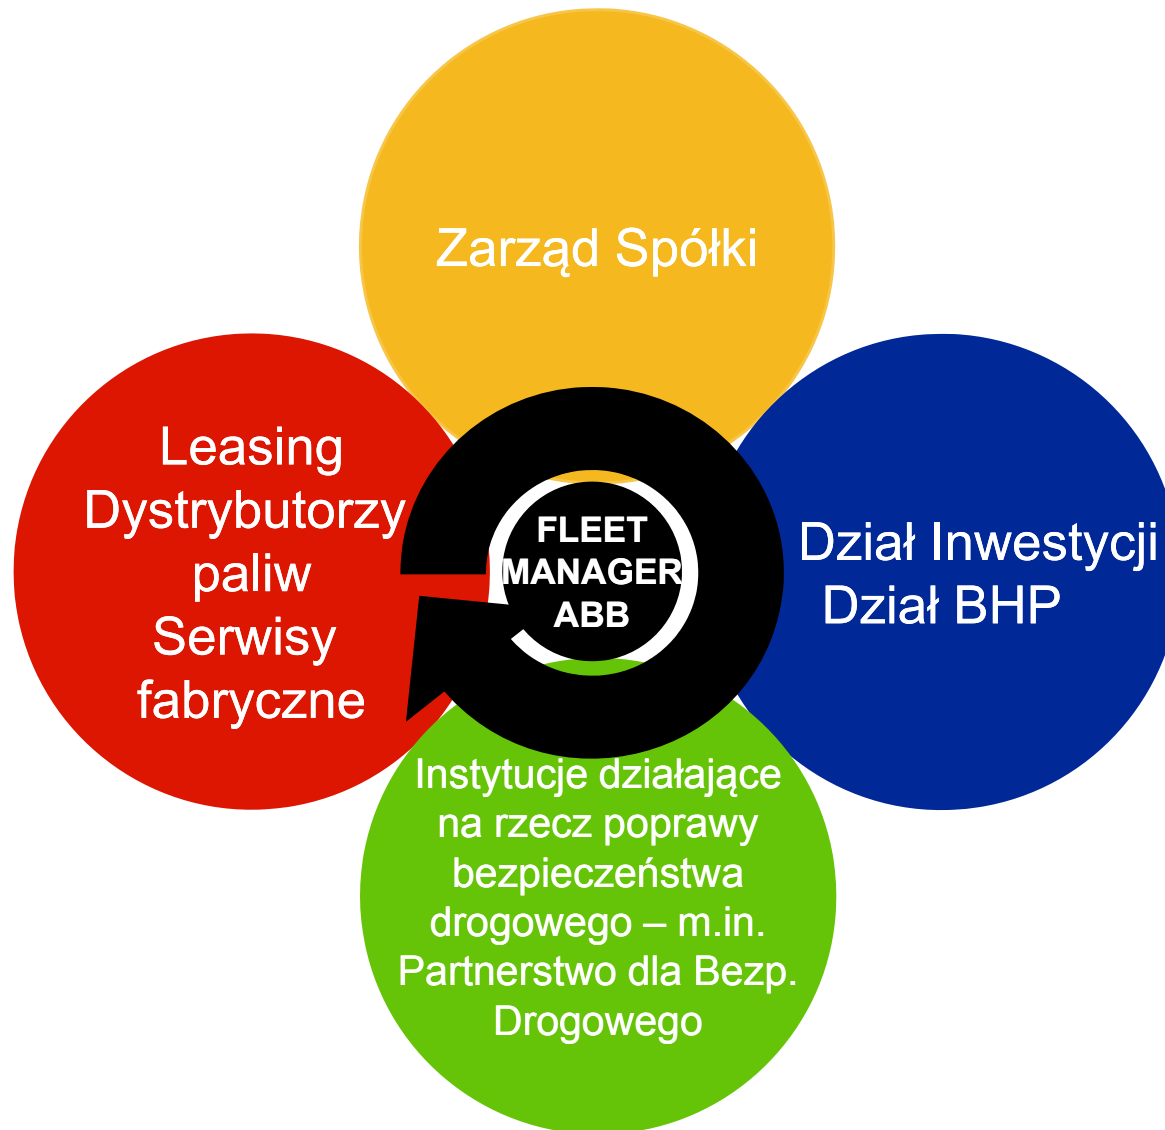 Zarząd Spółki
Leasing
Dystrybutorzy
paliw
Serwisy
fabryczne
FLEET
MANAGER
ABB
Dział Inwestycji
Dział BHP
Instytucje działające
na rzecz poprawy
bezpieczeństwa
drogowego – m.in.
Partnerstwo dla Bezp.
Drogowego